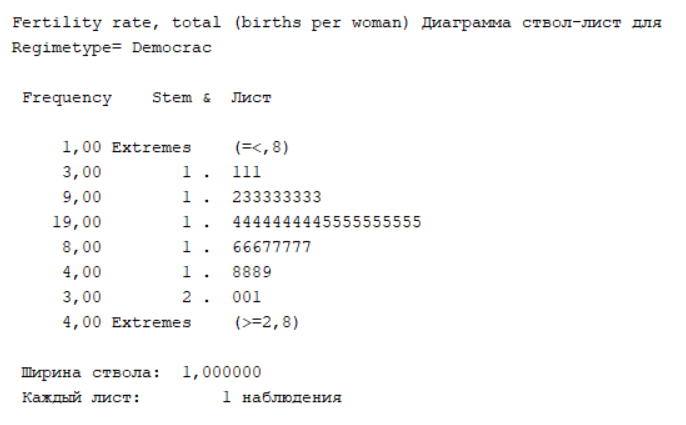 Fertility rate, total (births per woman) Диаграмма ствол-лист для
Regimetype= Democrac
Frequency Stem & Лист
1,00 Extremes (=<,8)
3,00 1 . 111
9,00 1 . 233333333
19,00 1 . 4444444445555555555
8,00 1 . 66677777
4,00 1 . 8889
3,00 2 . 001
4,00 Extremes (>=2,8)
Ширина ствола: 1,000000
Каждый лист: 1 наблюдения